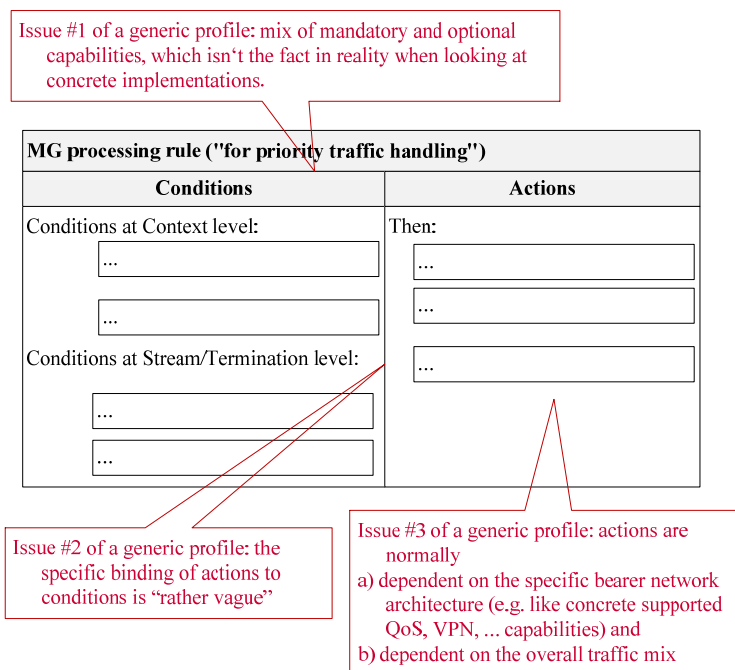 Issue #1 of a generic profile: mix of mandatory and optional
capabilities, which isn‘t the fact in reality when looking at
concrete implementations.
MG processing rule ("for priority traffic handling")
Conditions
Actions
Conditions at Context level:
Then:
...
...
...
...
Conditions at Stream/Termination level:
...
...
...
Issue #2 of a generic profile: the
specific binding of actions to
conditions is “rather vague”
Issue #3 of a generic profile: actions are
normally
a) dependent on the specific bearer network
architecture (e.g. like concrete supported
QoS, VPN, ... capabilities) and
b) dependent on the overall traffic mix